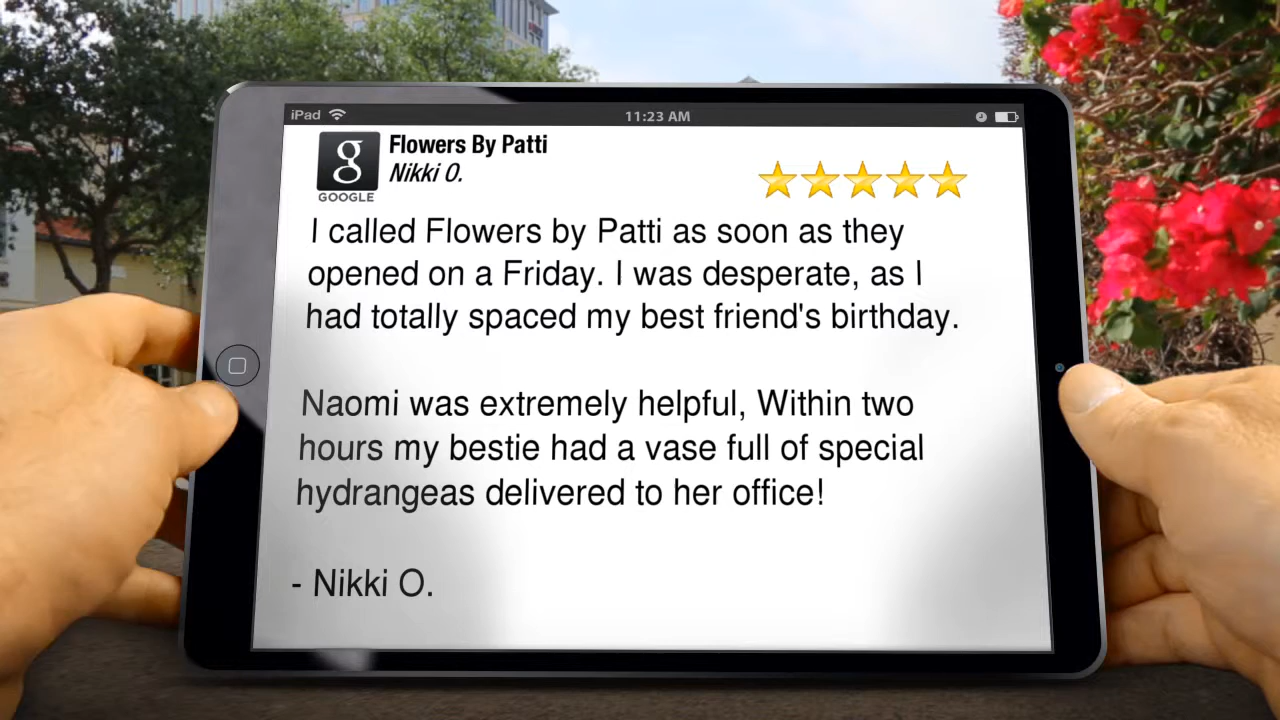 iPad
11:23 AM
g
GOOGLE
Flowers By Patti
Nikki O.
I called Flowers by Patti as soon as they
opened on a Friday. I was desperate, as I
had totally spaced my best friend's birthday.
Naomi was extremely helpful, Within two
hours my bestie had a vase full of special
hydrangeas delivered to her office!
- Nikki O.